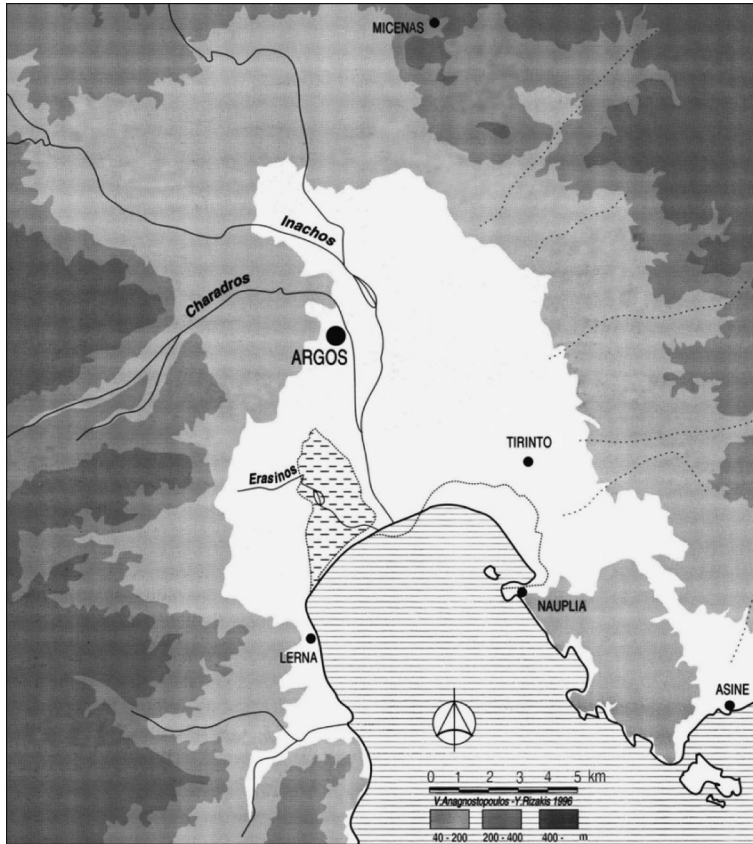 MICENAS
Inachos
Charadros
ARGOS
TIRINTO
Erasinos
NAUPLIA
LERNA
ASINE
0 1 2 3 4 5 km
V.Anagnostopoulos -Y.Rizakis 1996
40 - 200 200 - 400 400 - m